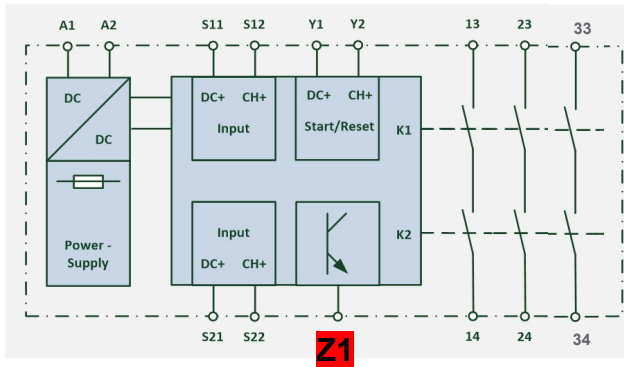 A1 A2 S11 S12 Y1 Y2 13 23 33
DC DC+ CH+ DC+ CH+
DC Input Start/Reset K1
Power - Supply
Input K2
DC+ CH+
S21 S22 Z1 14 24 34